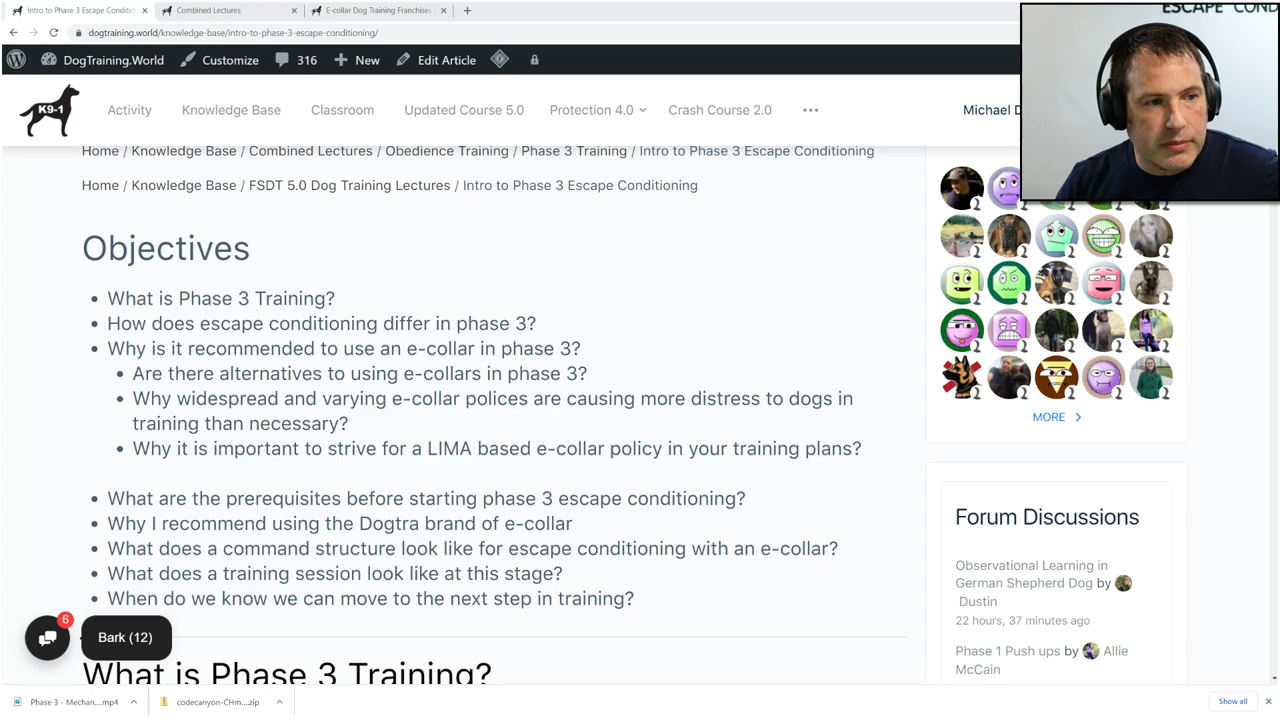 Intro to Phase 3 Escape Conditio
Combined Lectures
E-collar Dog Training Franchises
dogtraining.world/knowledge-base/intro-to-phase-3-escape-conditioning/
DogTraining.World
Customize
316
New
Edit Article
K9-1
Activity
Knowledge Base
Classroom
Updated Course 5.0
Protection 4.0
Crash Course 2.0
Michael D
Home / Knowledge Base / Combined Lectures / Obedience Training / Phase 3 Training / Intro to Phase 3 Escape Conditioning
Home / Knowledge Base / FSDT 5.0 Dog Training Lectures / Intro to Phase 3 Escape Conditioning
Objectives
• What is Phase 3 Training?
• How does escape conditioning differ in phase 3?
• Why is it recommended to use an e-collar in phase 3?
• Are there alternatives to using e-collars in phase 3?
• Why widespread and varying e-collar polices are causing more distress to dogs in
training than necessary?
• Why it is important to strive for a LIMA based e-collar policy in your training plans?
• What are the prerequisites before starting phase 3 escape conditioning?
• Why I recommend using the Dogtra brand of e-collar
• What does a command structure look like for escape conditioning with an e-collar?
• What does a training session look like at this stage?
• When do we know we can move to the next step in training?
What is Phase 3 Training?
6
Bark (12)
MORE
Forum Discussions
Observational Learning in
German Shepherd Dog by
Dustin
22 hours, 37 minutes ago
Phase 1 Push ups by Allie
McCain
Phase 3 - Mechan....mp4
codecanyon-CHm....zip
Show all